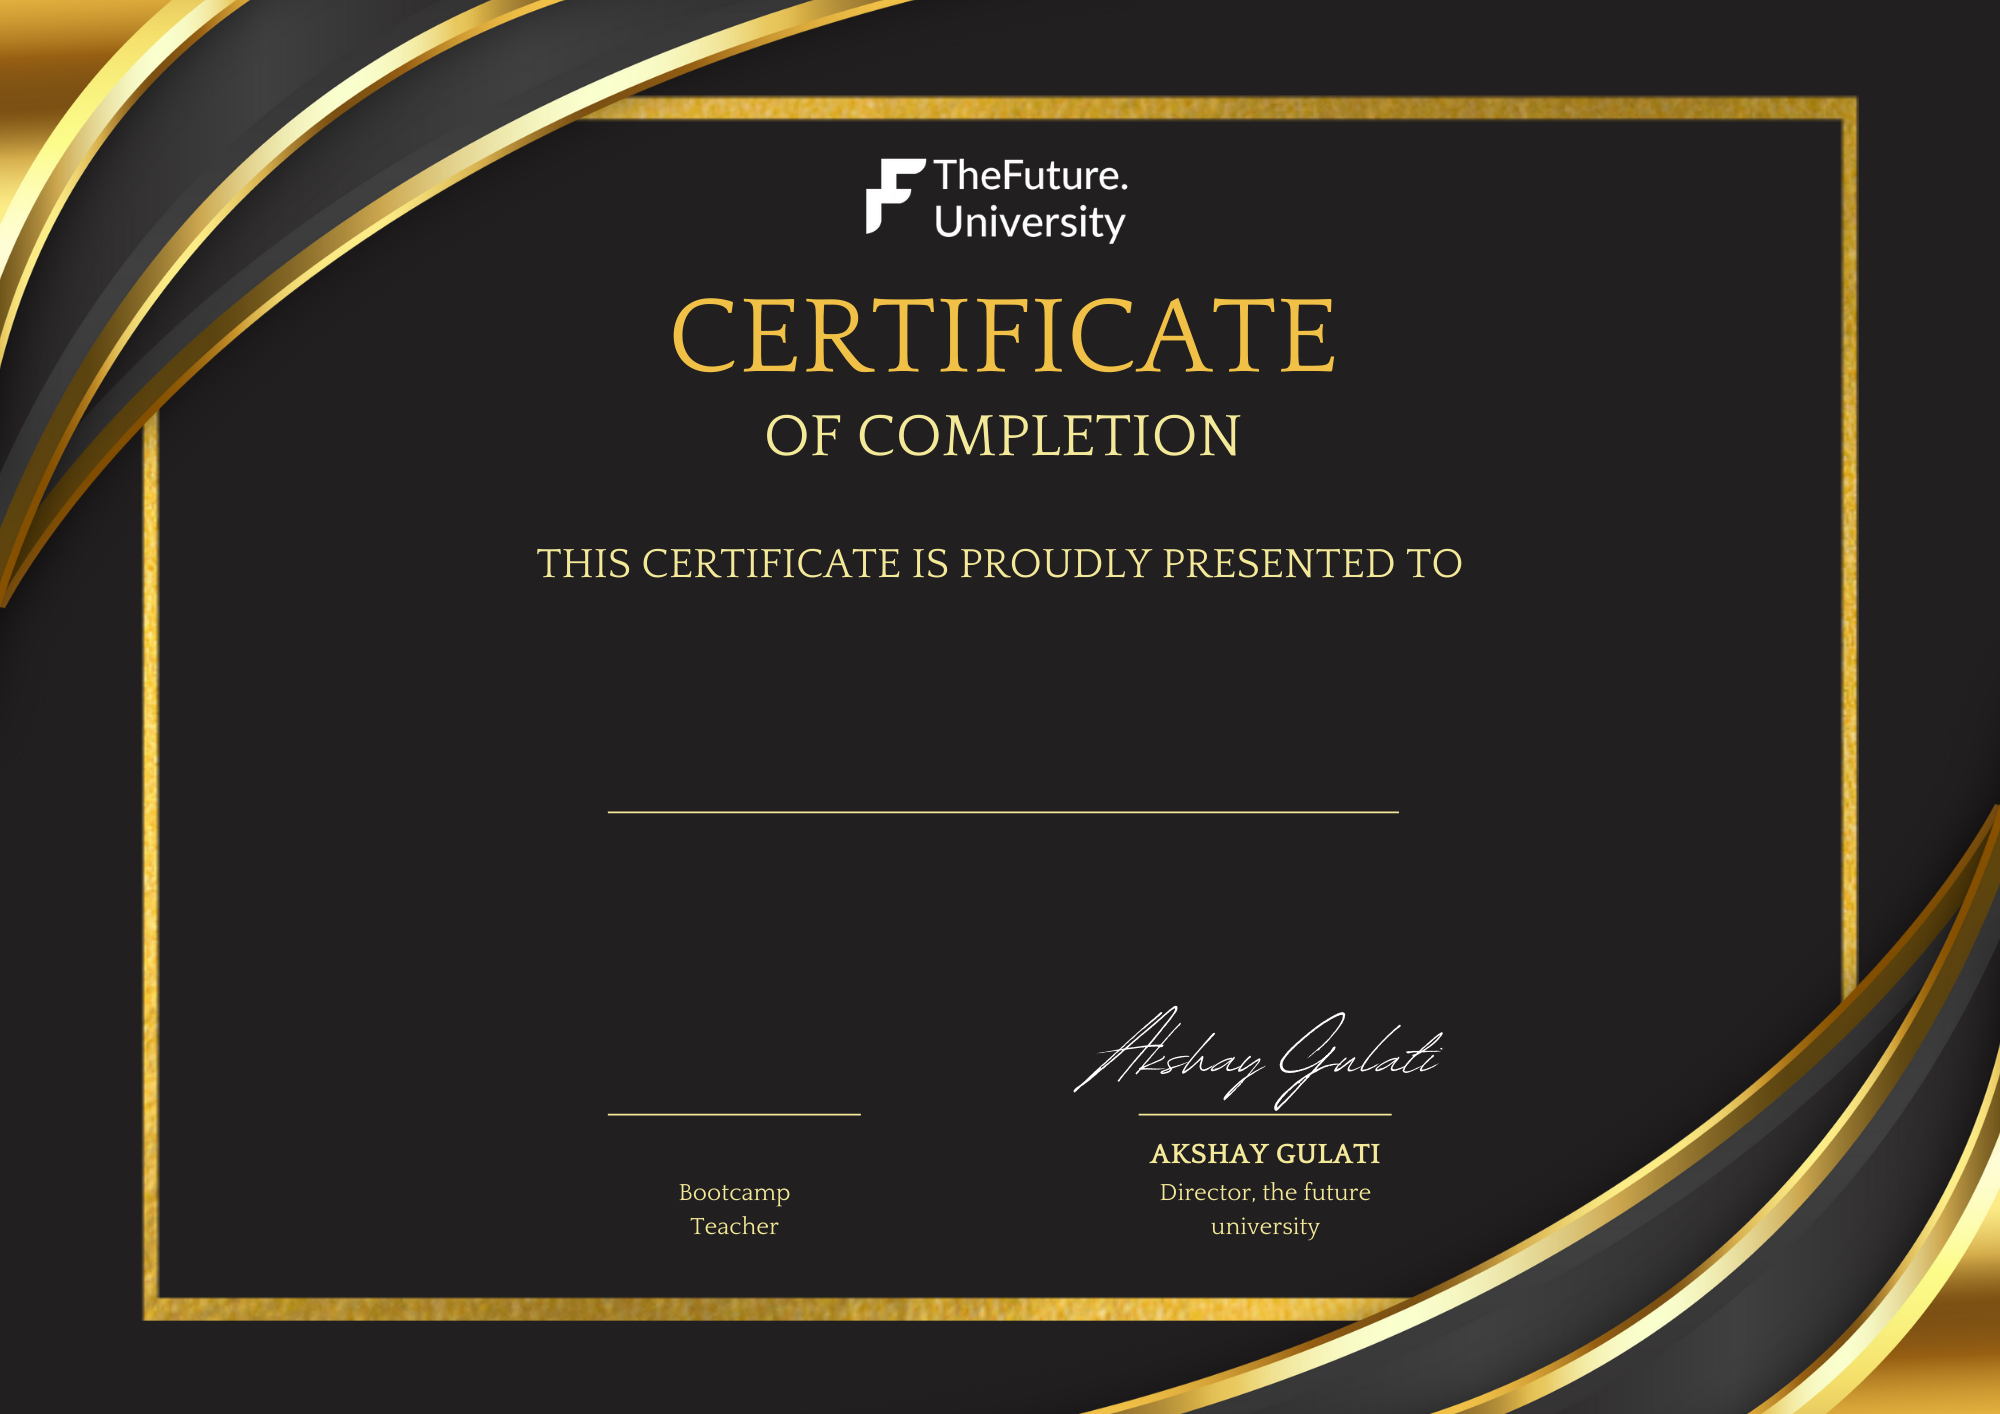 TheFuture.
University
CERTIFICATE
OF COMPLETION
THIS CERTIFICATE IS PROUDLY PRESENTED TO
Akshay Gulati
AKSHAY GULATI
Director, the future
university
Bootcamp
Teacher